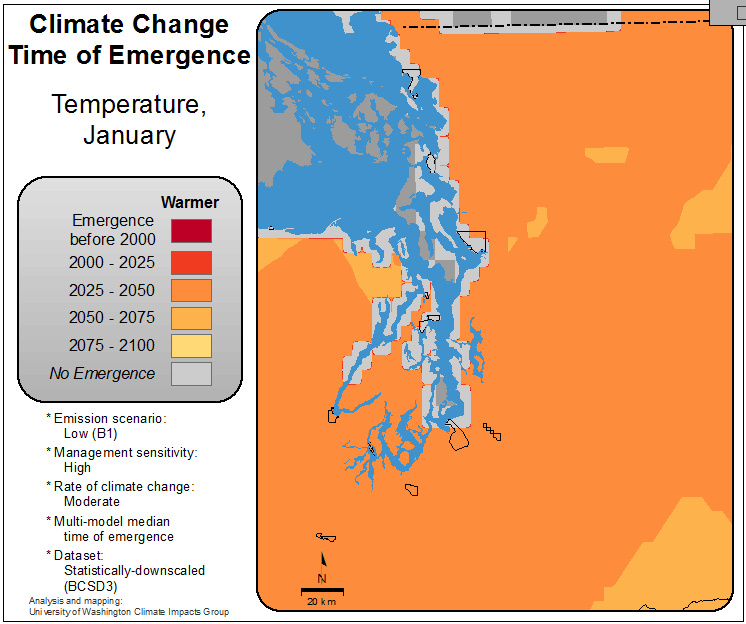 Climate Change
Time of Emergence
Temperature,
January
Warmer
Emergence
before 2000
2000 - 2025
2025 - 2050
2050 - 2075
2075 - 2100
No Emergence
* Emission scenario:
Low (B1)
* Management sensitivity:
High
* Rate of climate change:
Moderate
* Multi-model median
time of emergence
* Dataset:
Statistically-downscaled
(BCSD3)
Analysis and mapping:
University of Washington Climate Impacts Group
N
20 km